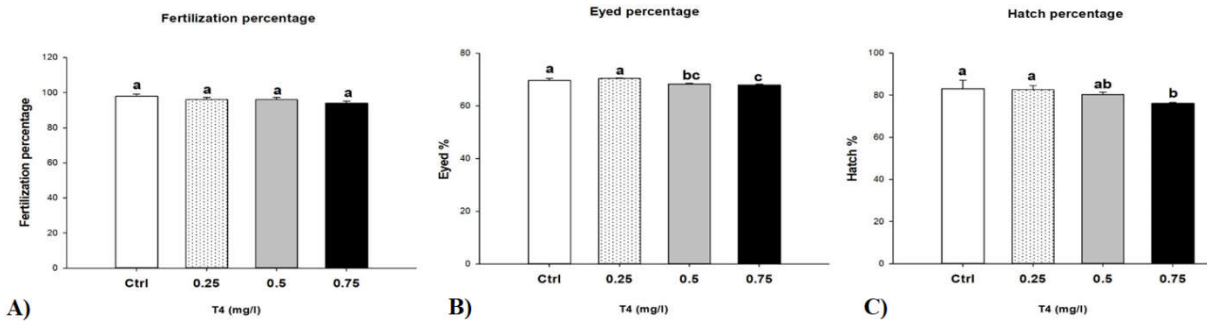 Fertilization percentage
Fertilization percentage
120
100
80
60
40
20
0
a
a
a
a
Ctrl
0.25
0.5
0.75
T4 (mg/l)
A)
Eyed percentage
Eyed %
80
60
40
20
0
a
a
bc
c
Ctrl
0.25
0.5
0.75
T4 (mg/l)
B)
Hatch percentage
Hatch %
100
80
60
40
20
0
a
a
ab
b
Ctrl
0.25
0.5
0.75
T4 (mg/l)
C)